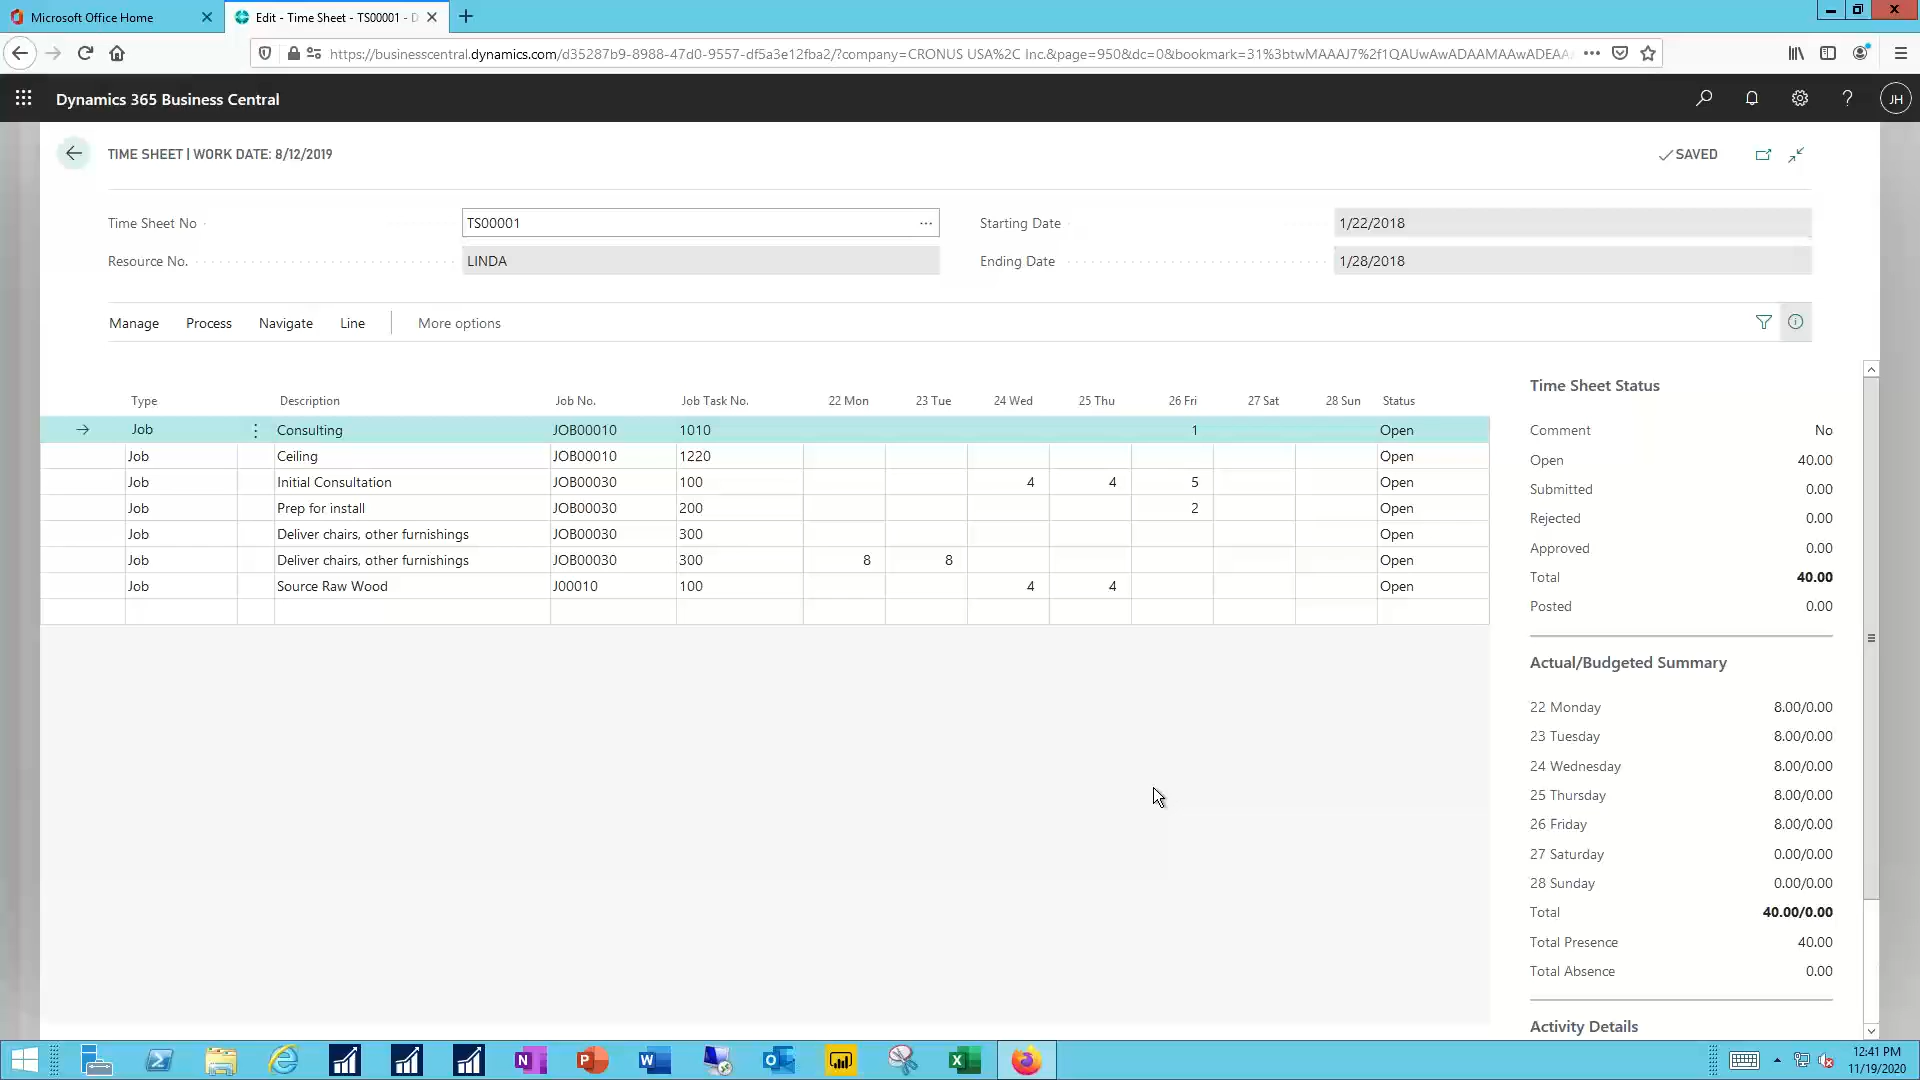 Microsoft Office Home
Edit - Time Sheet - TS00001 - D
https://businesscentral.dynamics.com/d35287b9-8988-47d0-9557-df5a3e12fba2/?company=CRONUS USA%2C Inc.&page=950&dc=0&bookmark=31%3btwMAAAJ7%2f1QAUwAwADAAMAAwADEAA
Dynamics 365 Business Central
JH
TIME SHEET | WORK DATE: 8/12/2019
SAVED
Time Sheet No
TS00001
Starting Date
1/22/2018
Resource No.
LINDA
Ending Date
1/28/2018
Manage Process Navigate Line More options
Type Description Job No. Job Task No. 22 Mon 23 Tue 24 Wed 25 Thu 26 Fri 27 Sat 28 Sun Status
Job Consulting JOB00010 1010 1 Open
Job Ceiling JOB00010 1220 Open
Job Initial Consultation JOB00030 100 4 4 5 Open
Job Prep for install JOB00030 200 2 Open
Job Deliver chairs, other furnishings JOB00030 300 Open
Job Deliver chairs, other furnishings JOB00030 300 8 8 Open
Job Source Raw Wood J00010 100 4 4 Open
Time Sheet Status
Comment No
Open 40.00
Submitted 0.00
Rejected 0.00
Approved 0.00
Total 40.00
Posted 0.00
Actual/Budgeted Summary
22 Monday 8.00/0.00
23 Tuesday 8.00/0.00
24 Wednesday 8.00/0.00
25 Thursday 8.00/0.00
26 Friday 8.00/0.00
27 Saturday 0.00/0.00
28 Sunday 0.00/0.00
Total 40.00/0.00
Total Presence 40.00
Total Absence 0.00
Activity Details
12:41 PM
11/19/2020